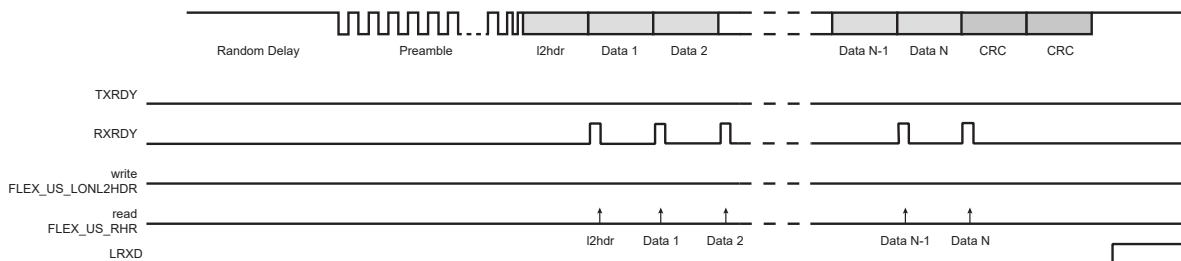 Random Delay Preamble l2hdr Data 1 Data 2 Data N-1 Data N CRC CRC
TXRDY
RXRDY
write
FLEX_US_LONL2HDR
read
FLEX_US_RHR
l2hdr Data 1 Data 2 Data N-1 Data N
LRXD